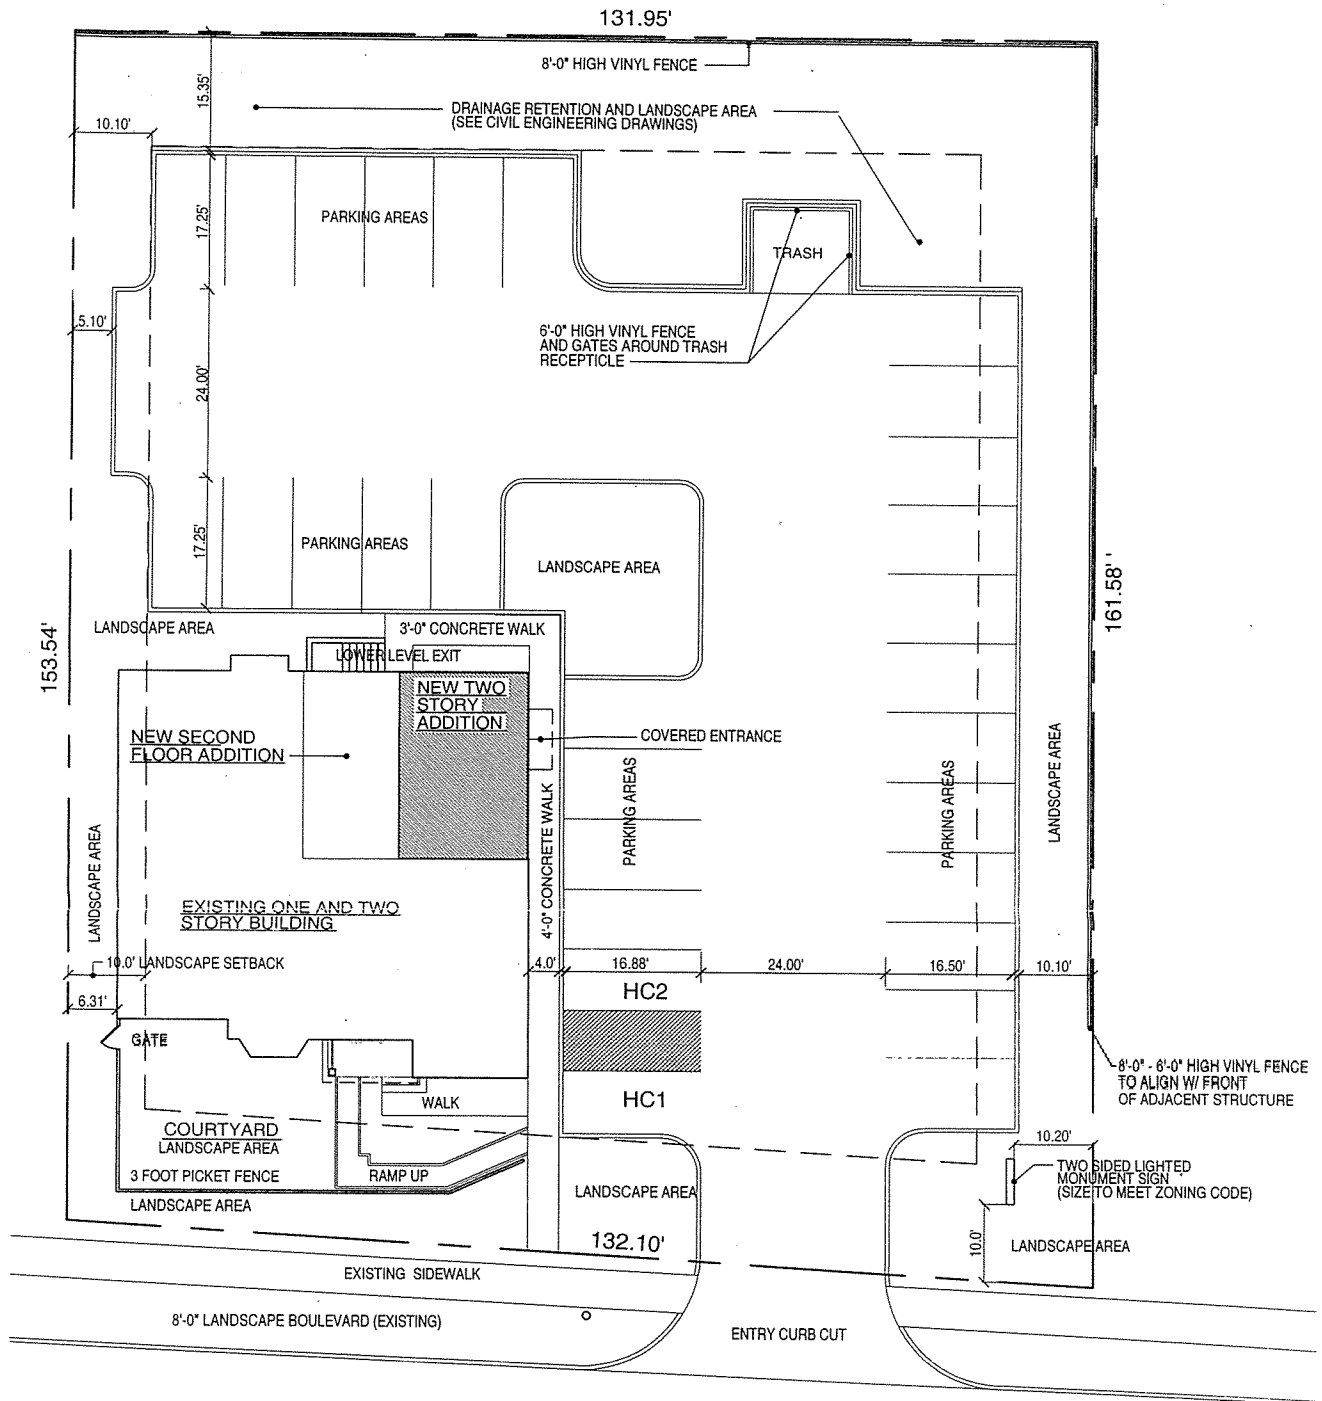 131.95'
8'-0" HIGH VINYL FENCE
15.35'
DRAINAGE RETENTION AND LANDSCAPE AREA
(SEE CIVIL ENGINEERING DRAWINGS)
10.10'
17.25'
PARKING AREAS
TRASH
5.10'
6'-0" HIGH VINYL FENCE
AND GATES AROUND TRASH
RECEPTICLE
24.00'
17.25'
PARKING AREAS
LANDSCAPE AREA
161.58'
153.54'
LANDSCAPE AREA
3'-0" CONCRETE WALK
LOWER LEVEL EXIT
NEW TWO
STORY
ADDITION
NEW SECOND
FLOOR ADDITION
COVERED ENTRANCE
PARKING AREAS
PARKING AREAS
LANDSCAPE AREA
LANDSCAPE AREA
4'-0" CONCRETE WALK
EXISTING ONE AND TWO
STORY BUILDING
10.0' LANDSCAPE SETBACK
4.0'
16.88'
24.00'
16.50'
10.10'
6.31'
HC2
GATE
8'-0" - 6'-0" HIGH VINYL FENCE
TO ALIGN W/ FRONT
OF ADJACENT STRUCTURE
HC1
WALK
COURTYARD
LANDSCAPE AREA
10.20'
3 FOOT PICKET FENCE
RAMP UP
TWO SIDED LIGHTED
MONUMENT SIGN
(SIZE TO MEET ZONING CODE)
LANDSCAPE AREA
LANDSCAPE AREA
10.0'
132.10'
LANDSCAPE AREA
EXISTING SIDEWALK
8'-0" LANDSCAPE BOULEVARD (EXISTING)
ENTRY CURB CUT